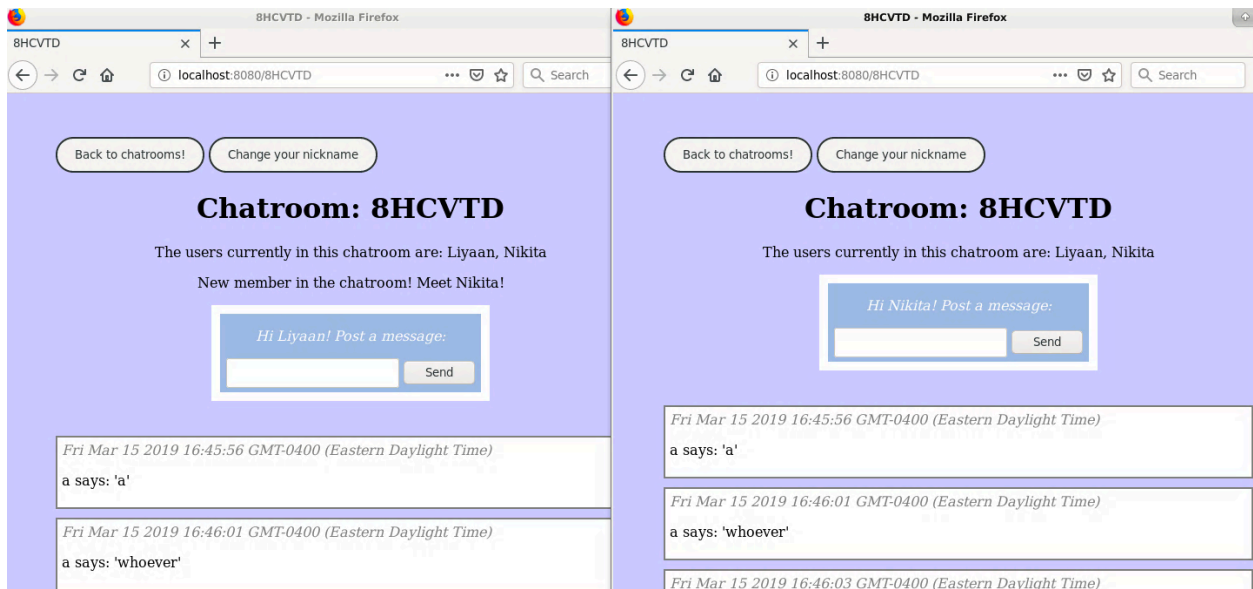 8HCVTD - Mozilla Firefox
8HCVTD
localhost:8080/8HCVTD
Search
Back to chatrooms!
Change your nickname
Chatroom: 8HCVTD
The users currently in this chatroom are: Liyaan, Nikita
New member in the chatroom! Meet Nikita!
Hi Liyaan! Post a message:
Send
Fri Mar 15 2019 16:45:56 GMT-0400 (Eastern Daylight Time)
a says: 'a'
Fri Mar 15 2019 16:46:01 GMT-0400 (Eastern Daylight Time)
a says: 'whoever'
8HCVTD - Mozilla Firefox
8HCVTD
localhost:8080/8HCVTD
Search
Back to chatrooms!
Change your nickname
Chatroom: 8HCVTD
The users currently in this chatroom are: Liyaan, Nikita
Hi Nikita! Post a message:
Send
Fri Mar 15 2019 16:45:56 GMT-0400 (Eastern Daylight Time)
a says: 'a'
Fri Mar 15 2019 16:46:01 GMT-0400 (Eastern Daylight Time)
a says: 'whoever'
Fri Mar 15 2019 16:46:03 GMT-0400 (Eastern Daylight Time)